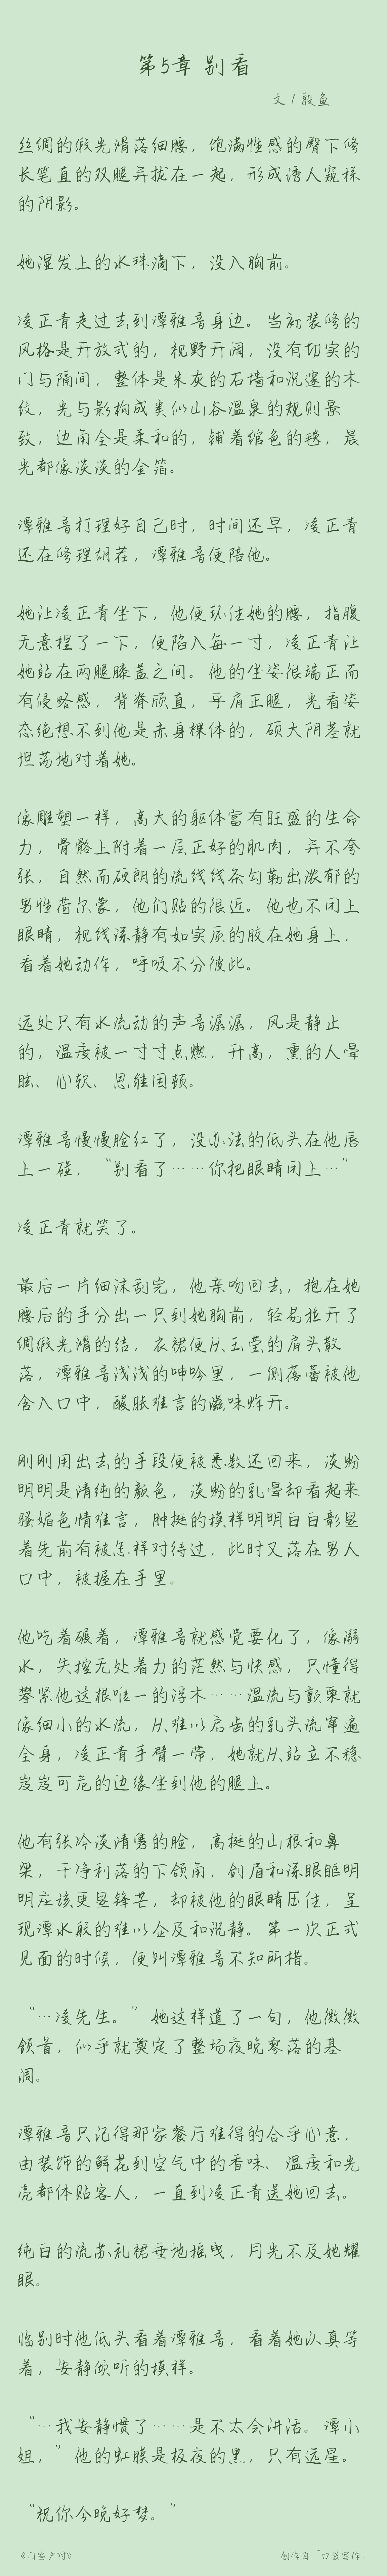 第5章 别看
文 / 殷鱼
丝绸的缎光滑落细腰，饱满性感的臀下修
长笔直的双腿并拢在一起，形成诱人窥探
的阴影。
她湿发上的水珠滴下，没入胸前。
凌正青走过去到谭雅音身边。当初装修的
风格是开放式的，视野开阔，没有切实的
门与隔间，整体是朱灰的石墙和沉邃的木
纹，光与影构成类似山谷温泉的规则景
致，边角全是柔和的，铺着绾色的毯，晨
光都像淡淡的金箔。
谭雅音打理好自己时，时间还早，凌正青
还在修理胡茬，谭雅音便陪他。
她让凌正青坐下，他便环住她的腰，指腹
无意捏了一下，便陷入每一寸，凌正青让
她站在两腿膝盖之间。他的坐姿很端正而
有侵略感，背脊颀直，平肩正腿，光看姿
态绝想不到他是赤身裸体的，硕大阴茎就
坦荡地对着她。
像雕塑一样，高大的躯体富有旺盛的生命
力，骨骼上附着一层正好的肌肉，并不夸
张，自然而硬朗的流线线条勾勒出浓郁的
男性荷尔蒙，他们贴的很近。他也不闭上
眼睛，视线深静有如实质的胶在她身上，
看着她动作，呼吸不分彼此。
远处只有水流动的声音潺潺，风是静止
的，温度被一寸寸点燃，升高，熏的人晕
眩、心软、思维困顿。
谭雅音慢慢脸红了，没办法的低头在他唇
上一碰，“别看了……你把眼睛闭上…”
凌正青就笑了。
最后一片细沫刮完，他亲吻回去，抱在她
腰后的手分出一只到她胸前，轻易拉开了
绸缎光滑的结，衣裙便从玉莹的肩头散
落，谭雅音浅浅的呻吟里，一侧蓓蕾被他
含入口中，酸胀难言的滋味炸开。
刚刚用出去的手段便被悉数还回来，淡粉
明明是清纯的颜色，淡粉的乳晕却看起来
骚媚色情难言，肿挺的模样明明白白彰显
着先前有被怎样对待过，此时又落在男人
口中，被握在手里。
他吃着碾着，谭雅音就感觉要化了，像溺
水，失控无处着力的茫然与快感，只懂得
攀紧他这根唯一的浮木……温流与颤栗就
像细小的水流，从难以启齿的乳头流窜遍
全身，凌正青手臂一带，她就从站立不稳
岌岌可危的边缘坐到他的腿上。
他有张冷淡清隽的脸，高挺的山根和鼻
梁，干净利落的下颌角，剑眉和深眼眶明
明应该更显锋芒，却被他的眼睛压住，呈
现潭水般的难以企及和沉静。第一次正式
见面的时候，便叫谭雅音不知所措。
“…凌先生。”她这样道了一句，他微微
颔首，似乎就奠定了整场夜晚寥落的基
调。
谭雅音只记得那家餐厅难得的合乎心意，
由装饰的鲜花到空气中的香味、温度和光
亮都体贴客人，一直到凌正青送她回去。
纯白的流苏礼裙垂地摇曳，月光不及她耀
眼。
临别时他低头看着谭雅音，看着她认真等
着，安静倾听的模样。
“…我安静惯了……是不太会讲话。谭小
姐，”他的虹膜是极夜的黑，只有远星。
“祝你今晚好梦。”
《门当户对》
创作自「口袋写作」